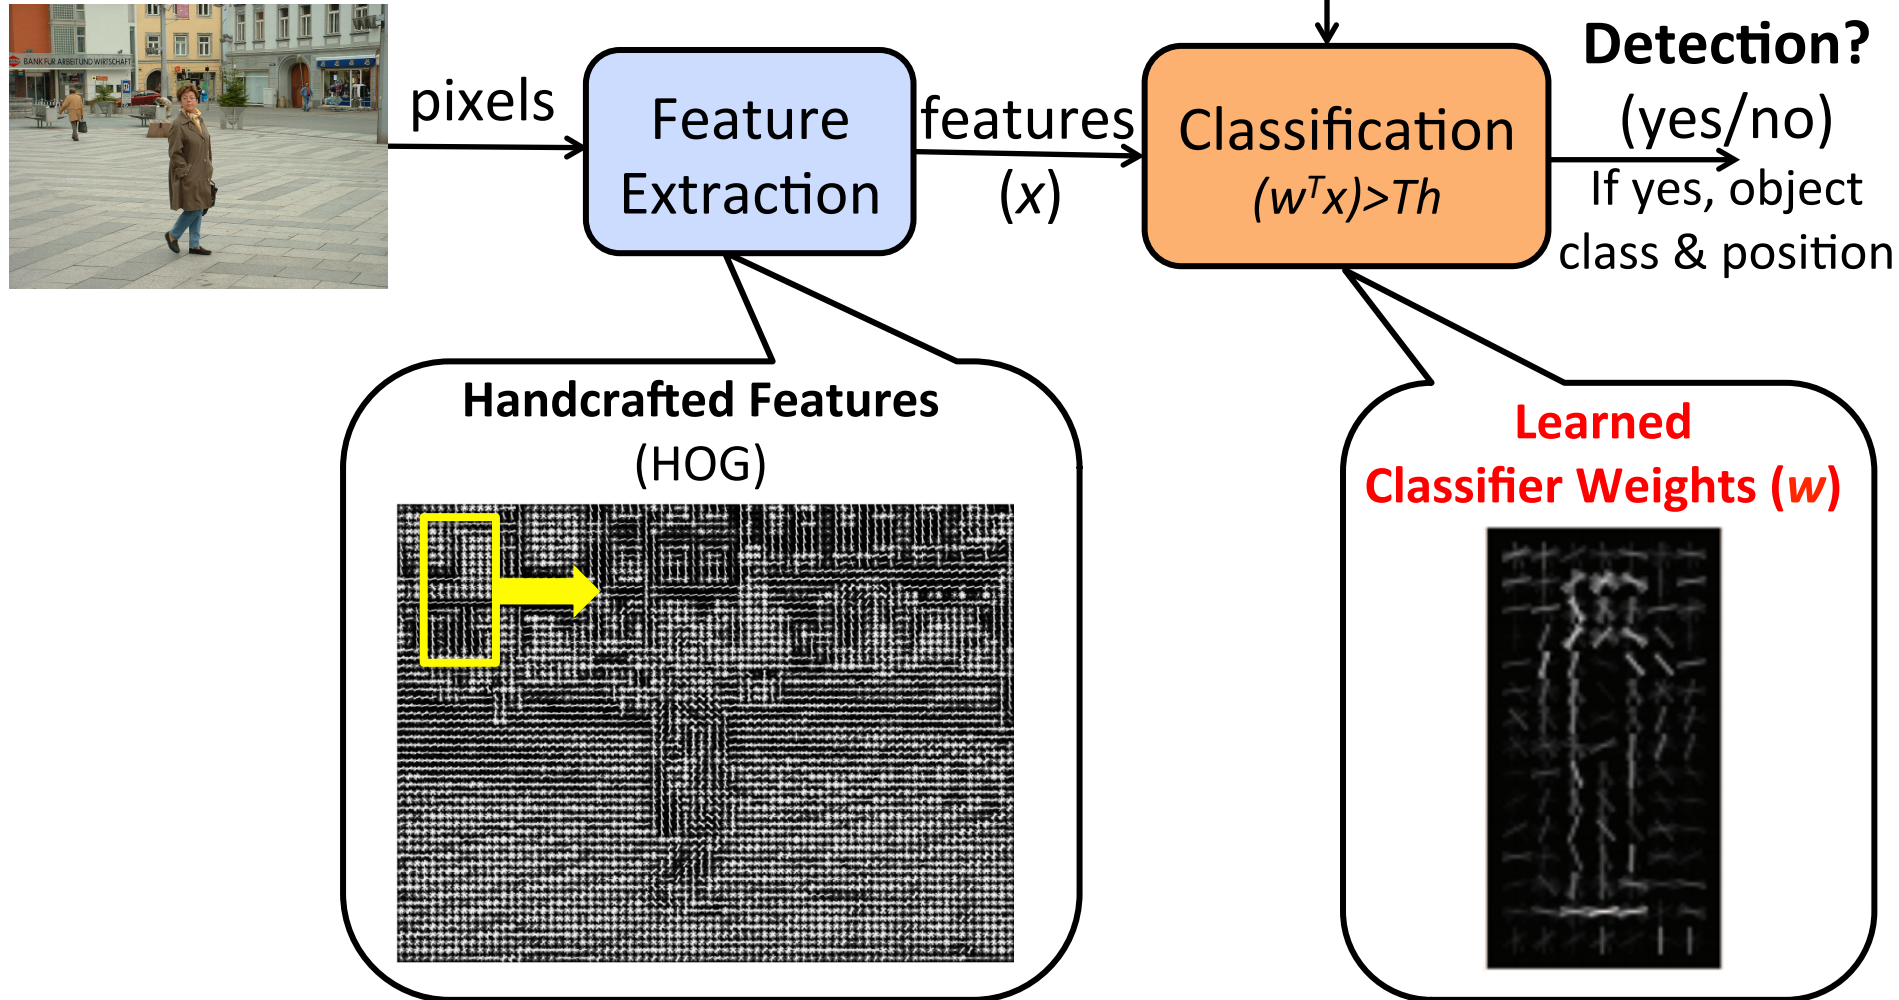 BANK FÜR ARBEIT UND WIRTSCHAFT
pixels
Feature
Extraction
features
(x)
Classification
(wᵀx)>Th
Detection?
(yes/no)
If yes, object
class & position
Handcrafted Features
(HOG)
Learned
Classifier Weights (w)